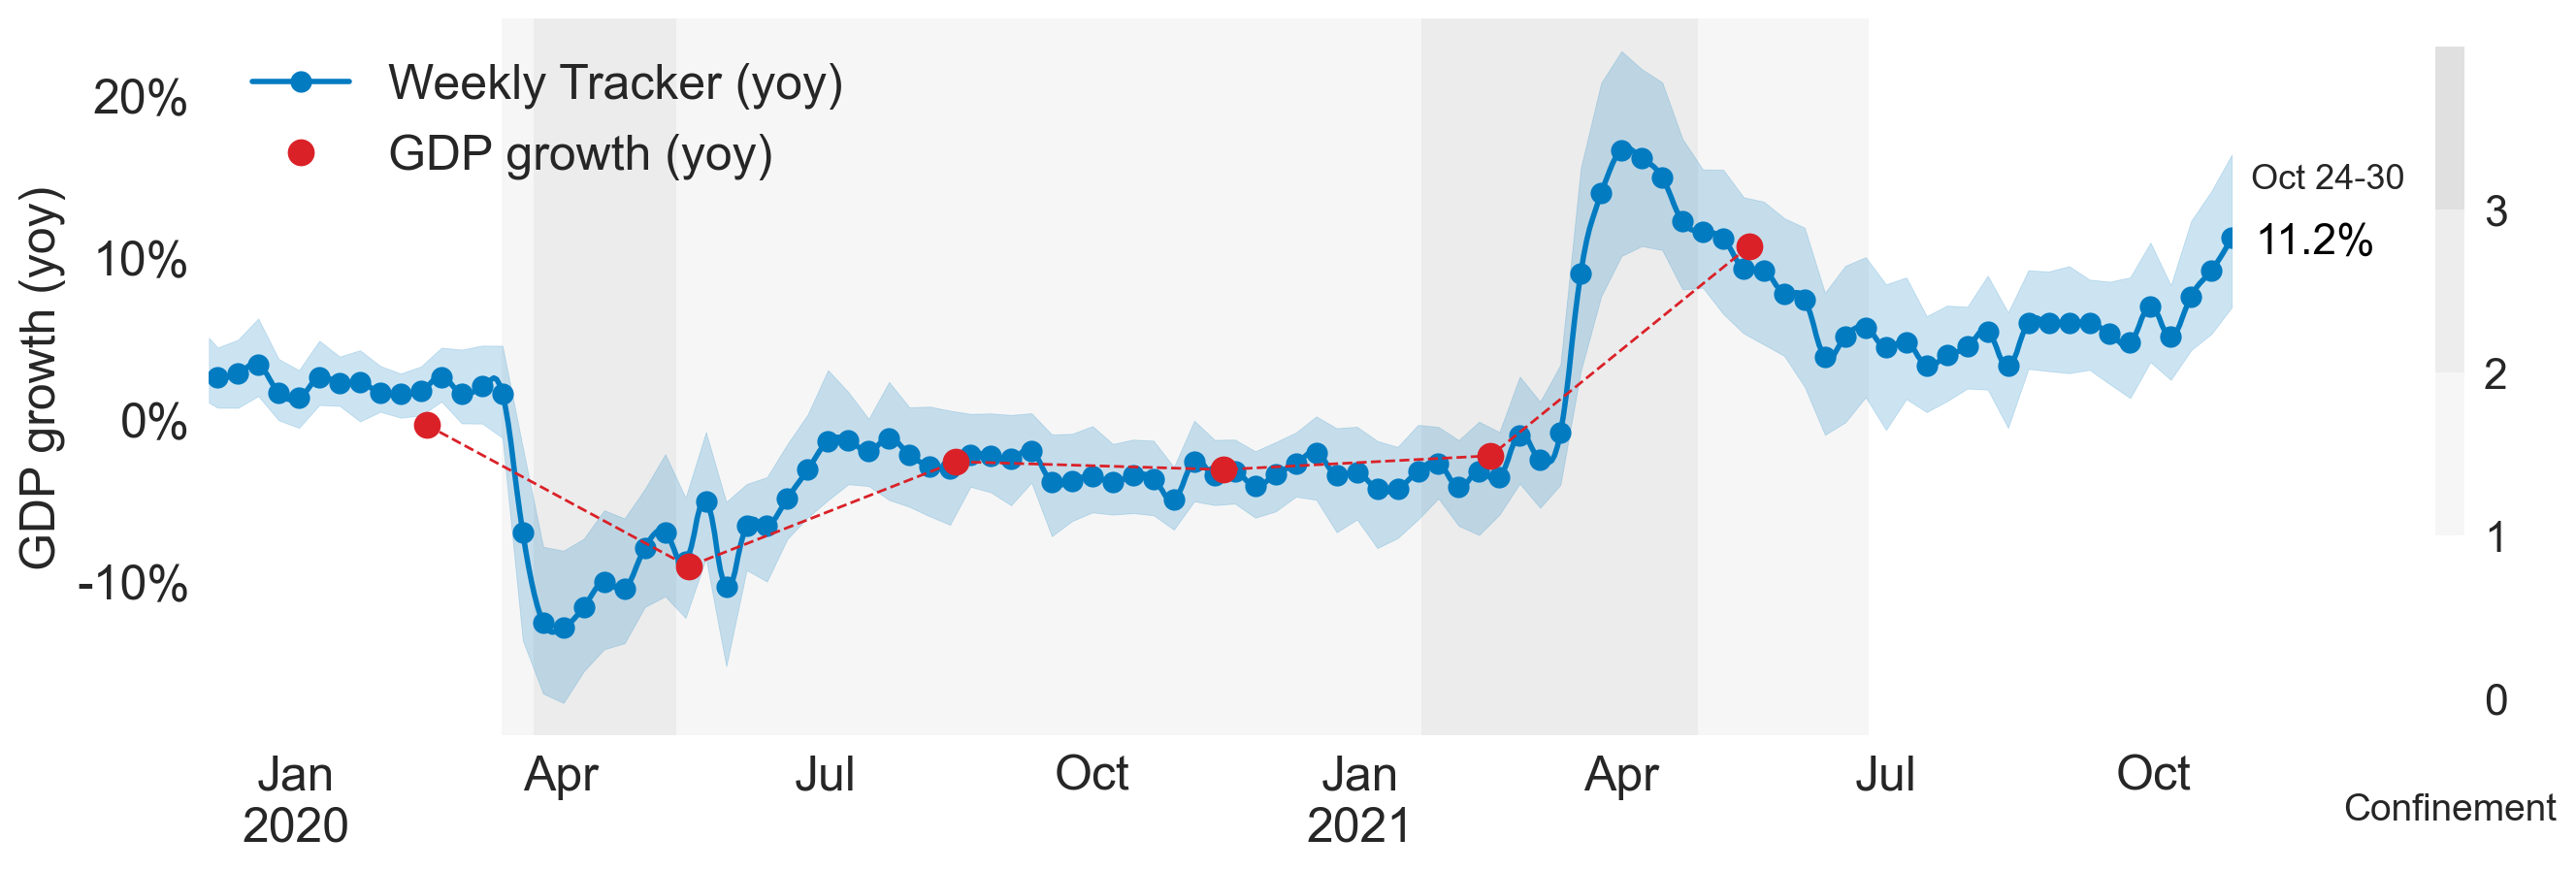 Weekly Tracker (yoy)
GDP growth (yoy)
GDP growth (yoy)
20%
10%
0%
-10%
Oct 24-30
11.2%
3
2
1
0
Jan Apr Jul Oct Jan Apr Jul Oct
2020 2021
Confinement